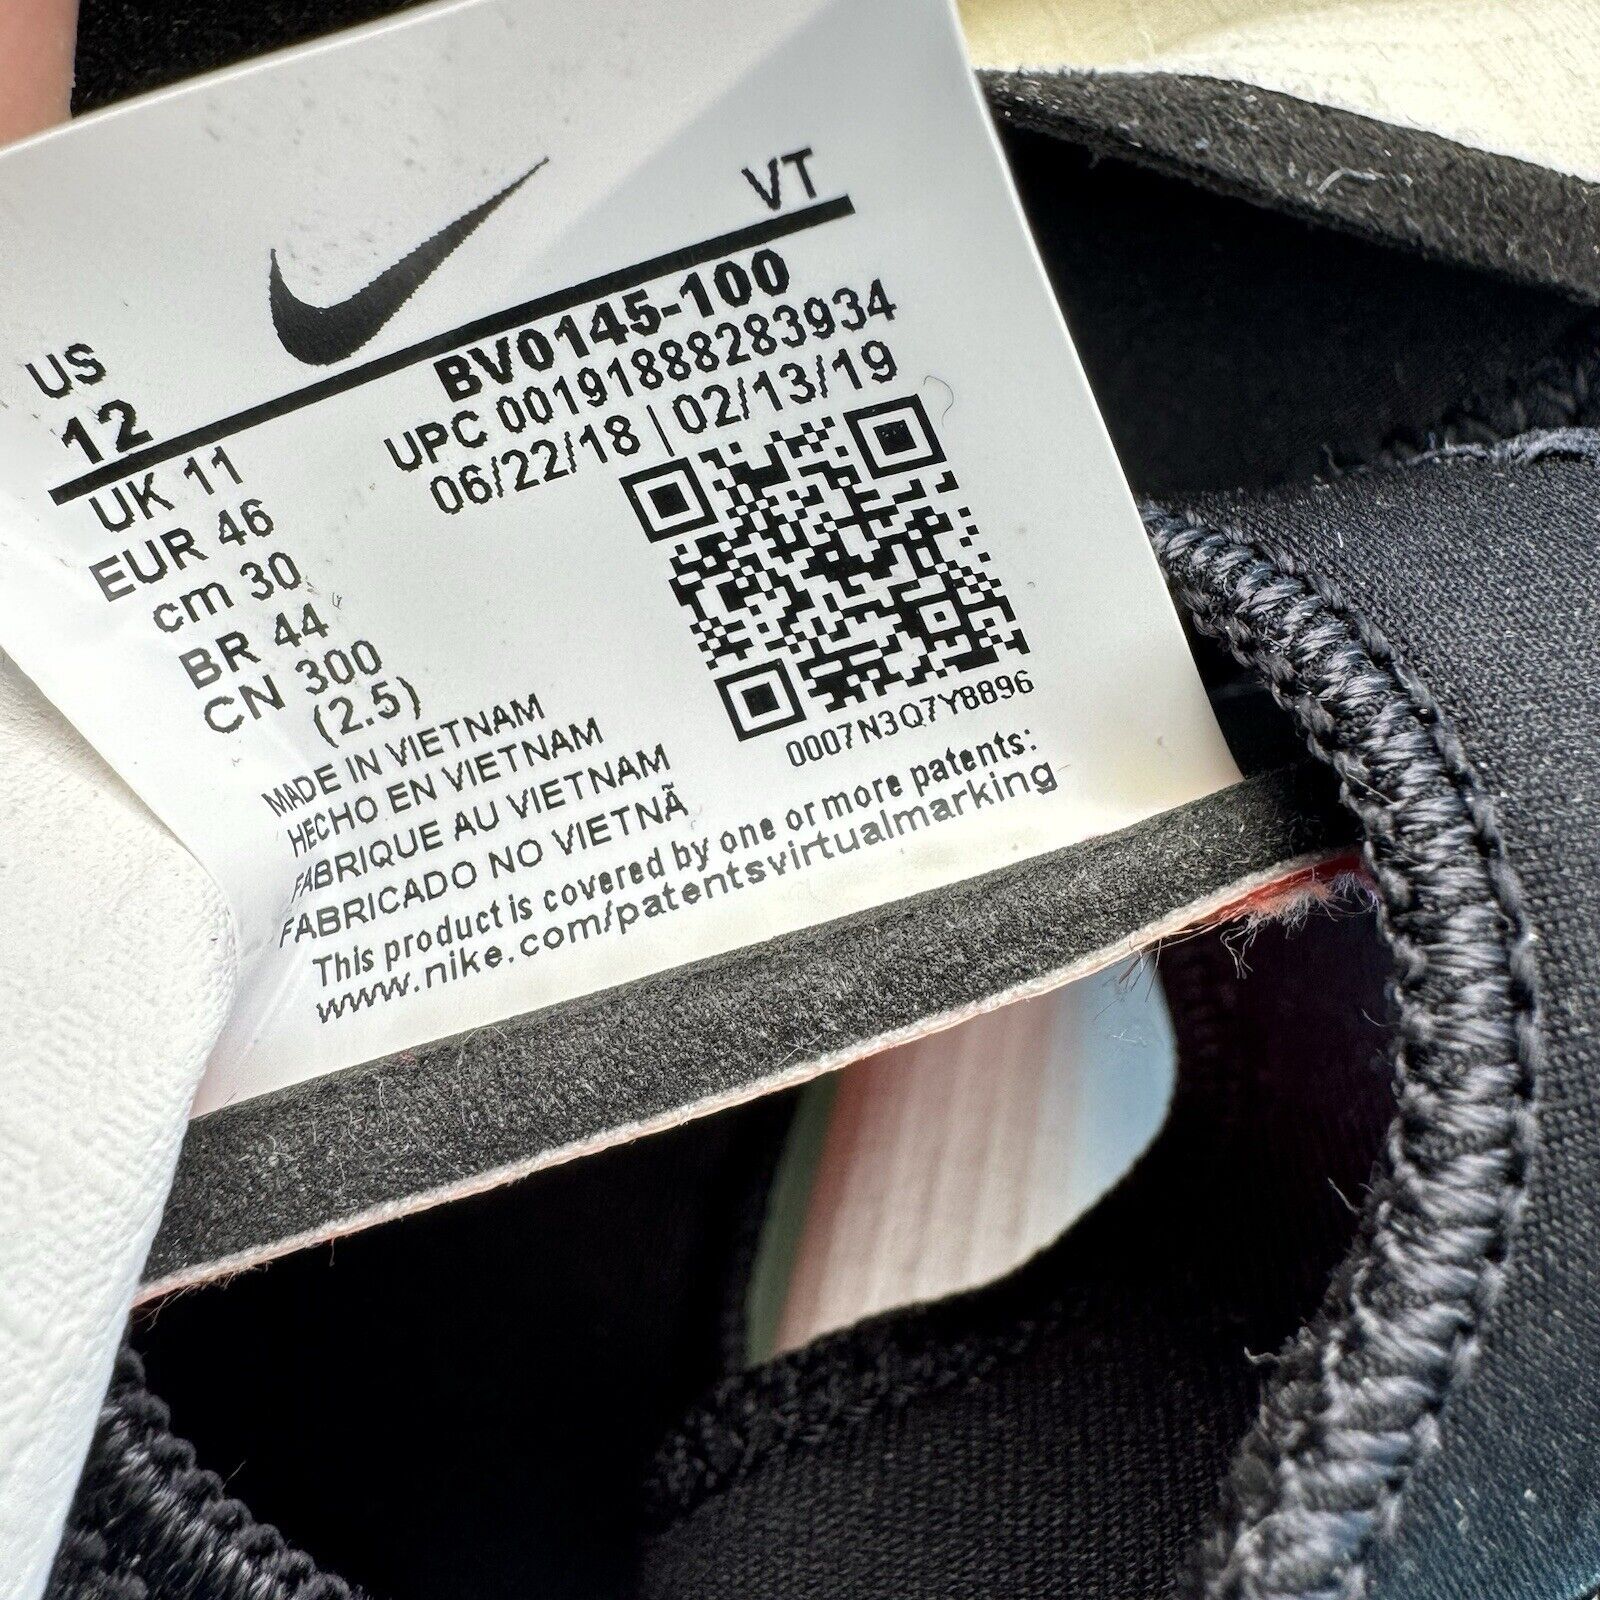 VT
US
12
BV0145-100
UPC 00191888283934
06/22/18 | 02/13/19
UK 11
EUR 46
cm 30
BR 44
CN 300
(2.5)
0007N3Q7YB896
MADE IN VIETNAM
HECHO EN VIETNAM
FABRIQUE AU VIETNAM
FABRICADO NO VIETNÃ
This product is covered by one or more patents:
www.nike.com/patentsvirtualmarking